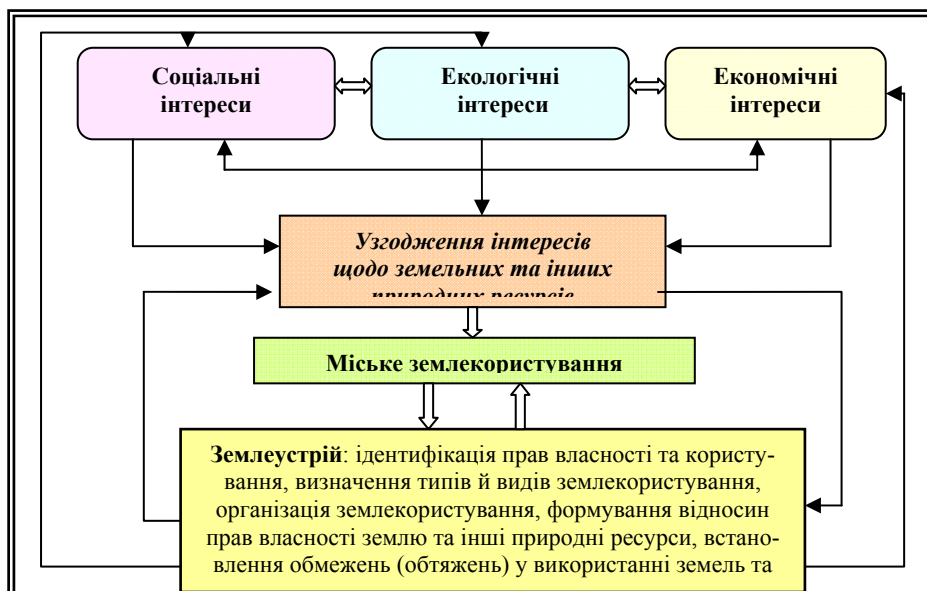 Соціальні
інтереси
Екологічні
інтереси
Економічні
інтереси
Узгодження інтересів
щодо земельних та інших
природних ресурсів
Міське землекористування
Землеустрій: ідентифікація прав власності та користу-
вання, визначення типів й видів землекористування,
організація землекористування, формування відносин
прав власності землю та інші природні ресурси, встано-
влення обмежень (обтяжень) у використанні земель та